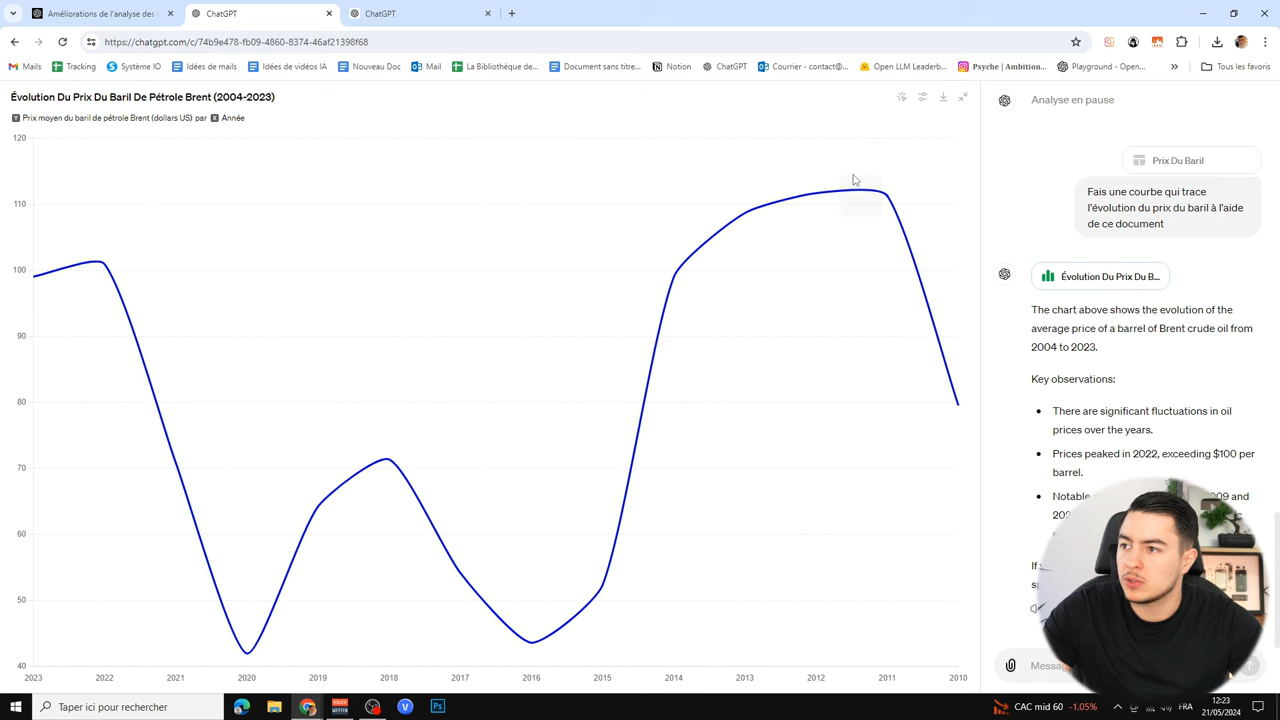 Améliorations de l'analyse des
ChatGPT
ChatGPT
https://chatgpt.com/c/74b9e478-fb09-4860-8374-46af21398f68
Mails
Tracking
Système IO
Idées de mails
Idées de vidéos IA
Nouveau Doc
Mail
La Bibliothèque de...
Document sans titre...
Notion
ChatGPT
Courrier - contact@...
Open LLM Leaderb...
Psyche | Ambition...
Playground - Open...
Tous les favoris
Évolution Du Prix Du Baril De Pétrole Brent (2004-2023)
Y Prix moyen du baril de pétrole Brent (dollars US) par X Année
120
110
100
90
80
70
60
50
40
2023 2022 2021 2020 2019 2018 2017 2016 2015 2014 2013 2012 2011 2010
Analyse en pause
Prix Du Baril
Fais une courbe qui trace
l'évolution du prix du baril à l'aide
de ce document
Évolution Du Prix Du B...
The chart above shows the evolution of the
average price of a barrel of Brent crude oil from
2004 to 2023.
Key observations:
There are significant fluctuations in oil
prices over the years.
Prices peaked in 2022, exceeding $100 per
barrel.
and
Taper ici pour rechercher
VOICE
Ps
CAC mid 60 -1,05%
FRA
12:23
21/05/2024